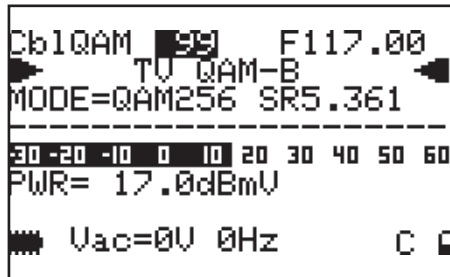 CblQAM 99 F117.00
TV QAM-B
MODE=QAM256 SR5.361
-30 -20 -10 0 10 20 30 40 50 60
PWR= 17.0dBmV
Vac=0V 0Hz C